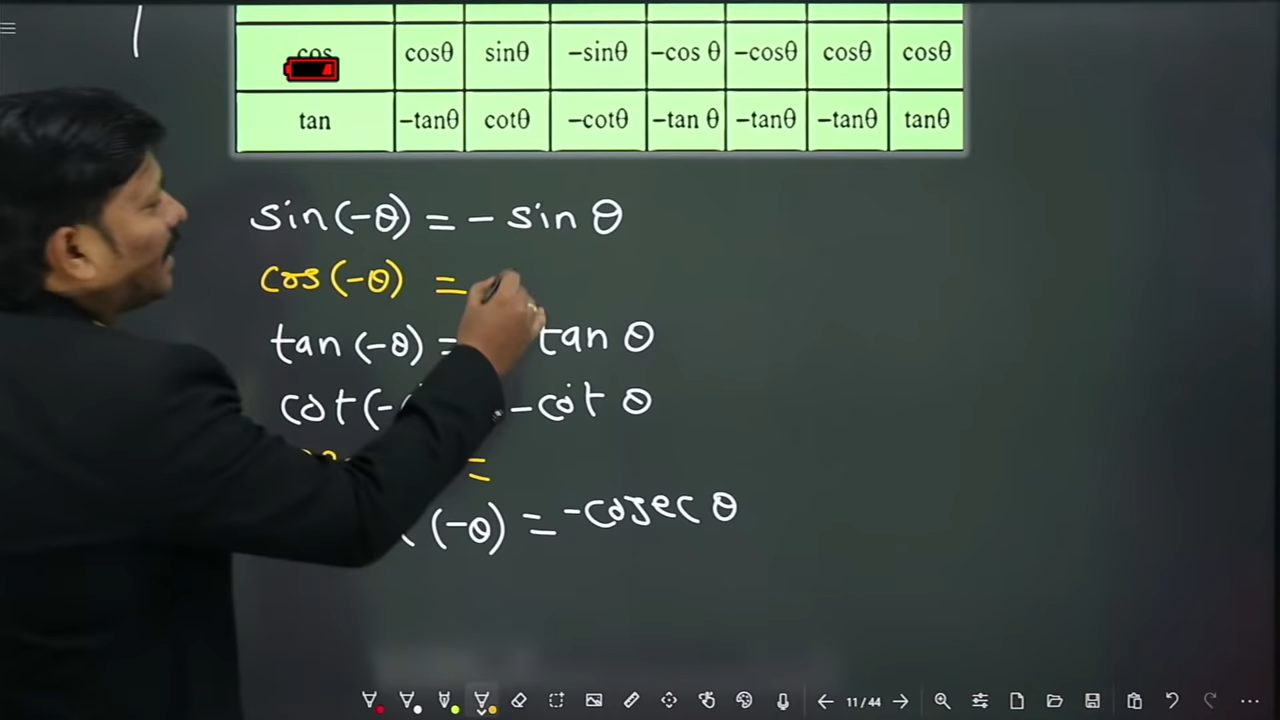 cos cosθ sinθ −sinθ −cos θ −cosθ cosθ cosθ
tan −tanθ cotθ −cotθ −tan θ −tanθ −tanθ tanθ
sin(-θ) = - sin θ
cos(-θ) =
tan(-θ) = tan θ
cot(- -cot θ
=
(-θ) = -cosec θ
11/44